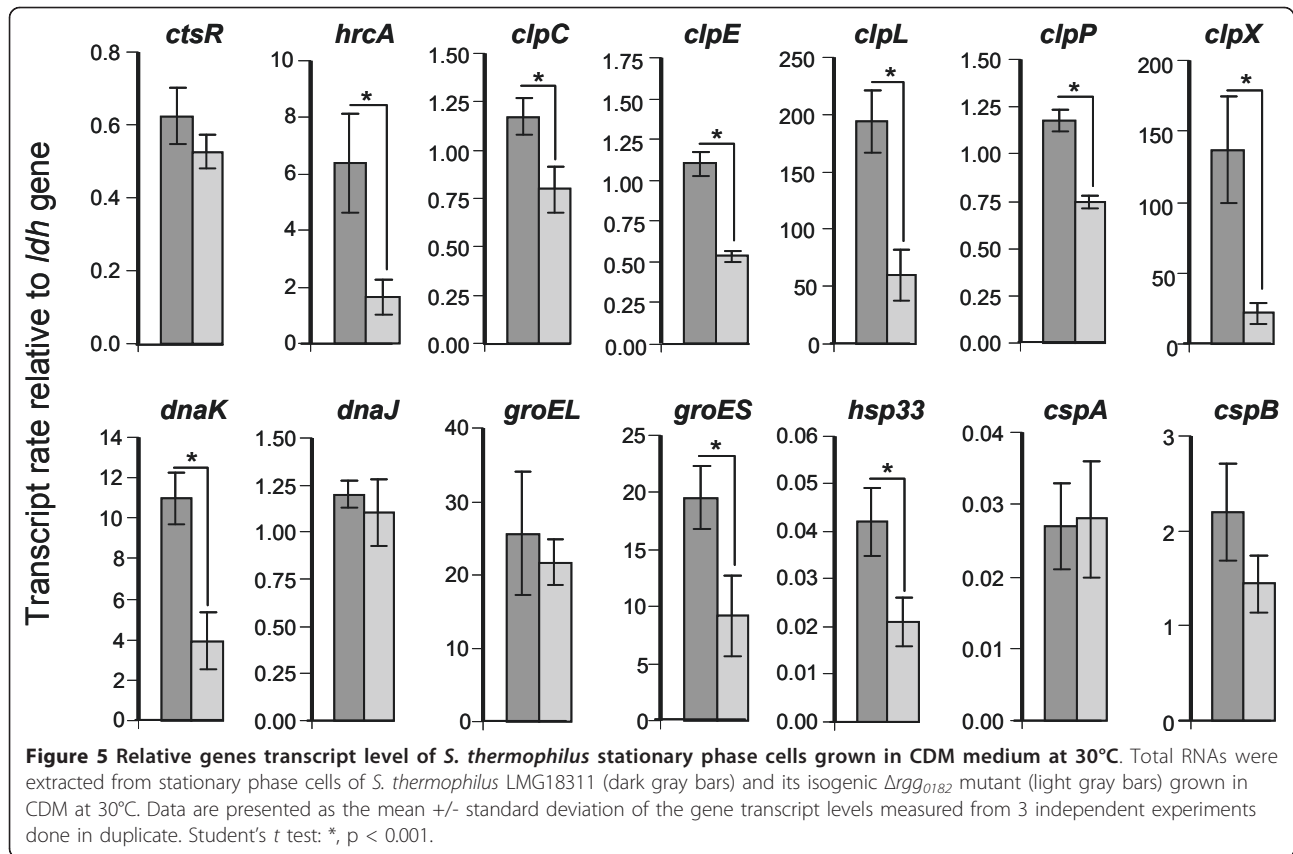 Transcript rate relative to ldh gene
ctsR hrcA clpC clpE clpL clpP clpX
0.8 0.6 0.4 0.2 0.0
10 8 6 4 2 0
*
1.50 1.25 1.00 0.75 0.50 0.25 0.00
*
1.75 1.50 1.25 1.00 0.75 0.50 0.25 0.00
*
250 200 150 100 50 0
*
1.50 1.25 1.00 0.75 0.50 0.25 0.00
*
200 150 100 50 0
*
dnaK dnaJ groEL groES hsp33 cspA cspB
14 12 10 8 6 4 2 0
*
1.50 1.25 1.00 0.75 0.50 0.25 0.00
40 30 20 10 0
25 20 15 10 5 0
*
0.06 0.05 0.04 0.03 0.02 0.01 0.00
*
0.04 0.03 0.02 0.01 0.00
3 2 1 0
Figure 5 Relative genes transcript level of S. thermophilus stationary phase cells grown in CDM medium at 30°C. Total RNAs were
extracted from stationary phase cells of S. thermophilus LMG18311 (dark gray bars) and its isogenic Δrgg0182 mutant (light gray bars) grown in
CDM at 30°C. Data are presented as the mean +/- standard deviation of the gene transcript levels measured from 3 independent experiments
done in duplicate. Student's t test: *, p < 0.001.